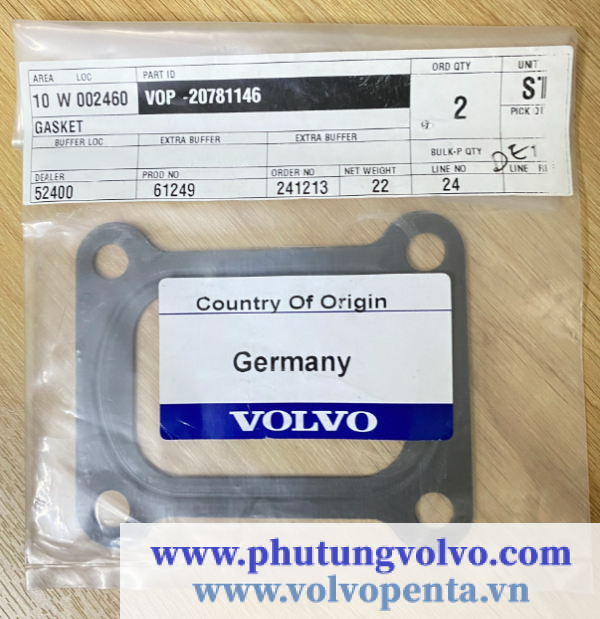 AREA LOC PART ID ORD QTY UNIT
10 W 002460 VOP -20781146 2
GASKET PICK
BUFFER LOC EXTRA BUFFER EXTRA BUFFER BULK-P QTY
DEALER PROD NO ORDER NO NET WEIGHT LINE NO LINE
52400 61249 241213 22 24
Country Of Origin
Germany
VOLVO
www.phutungvolvo.com
www.volvopenta.vn